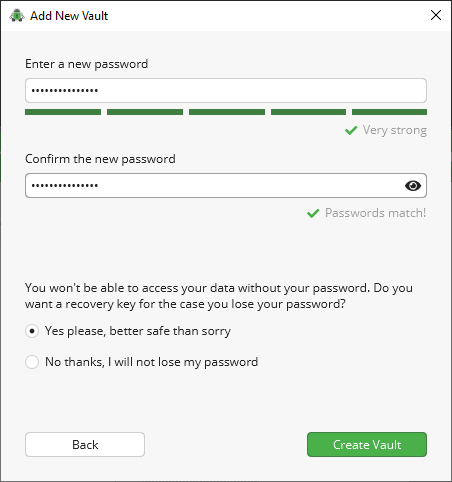 Add New Vault
Enter a new password
•••••••••••••••
Very strong
Confirm the new password
•••••••••••••••
Passwords match!
You won't be able to access your data without your password. Do you
want a recovery key for the case you lose your password?
Yes please, better safe than sorry
No thanks, I will not lose my password
Back
Create Vault